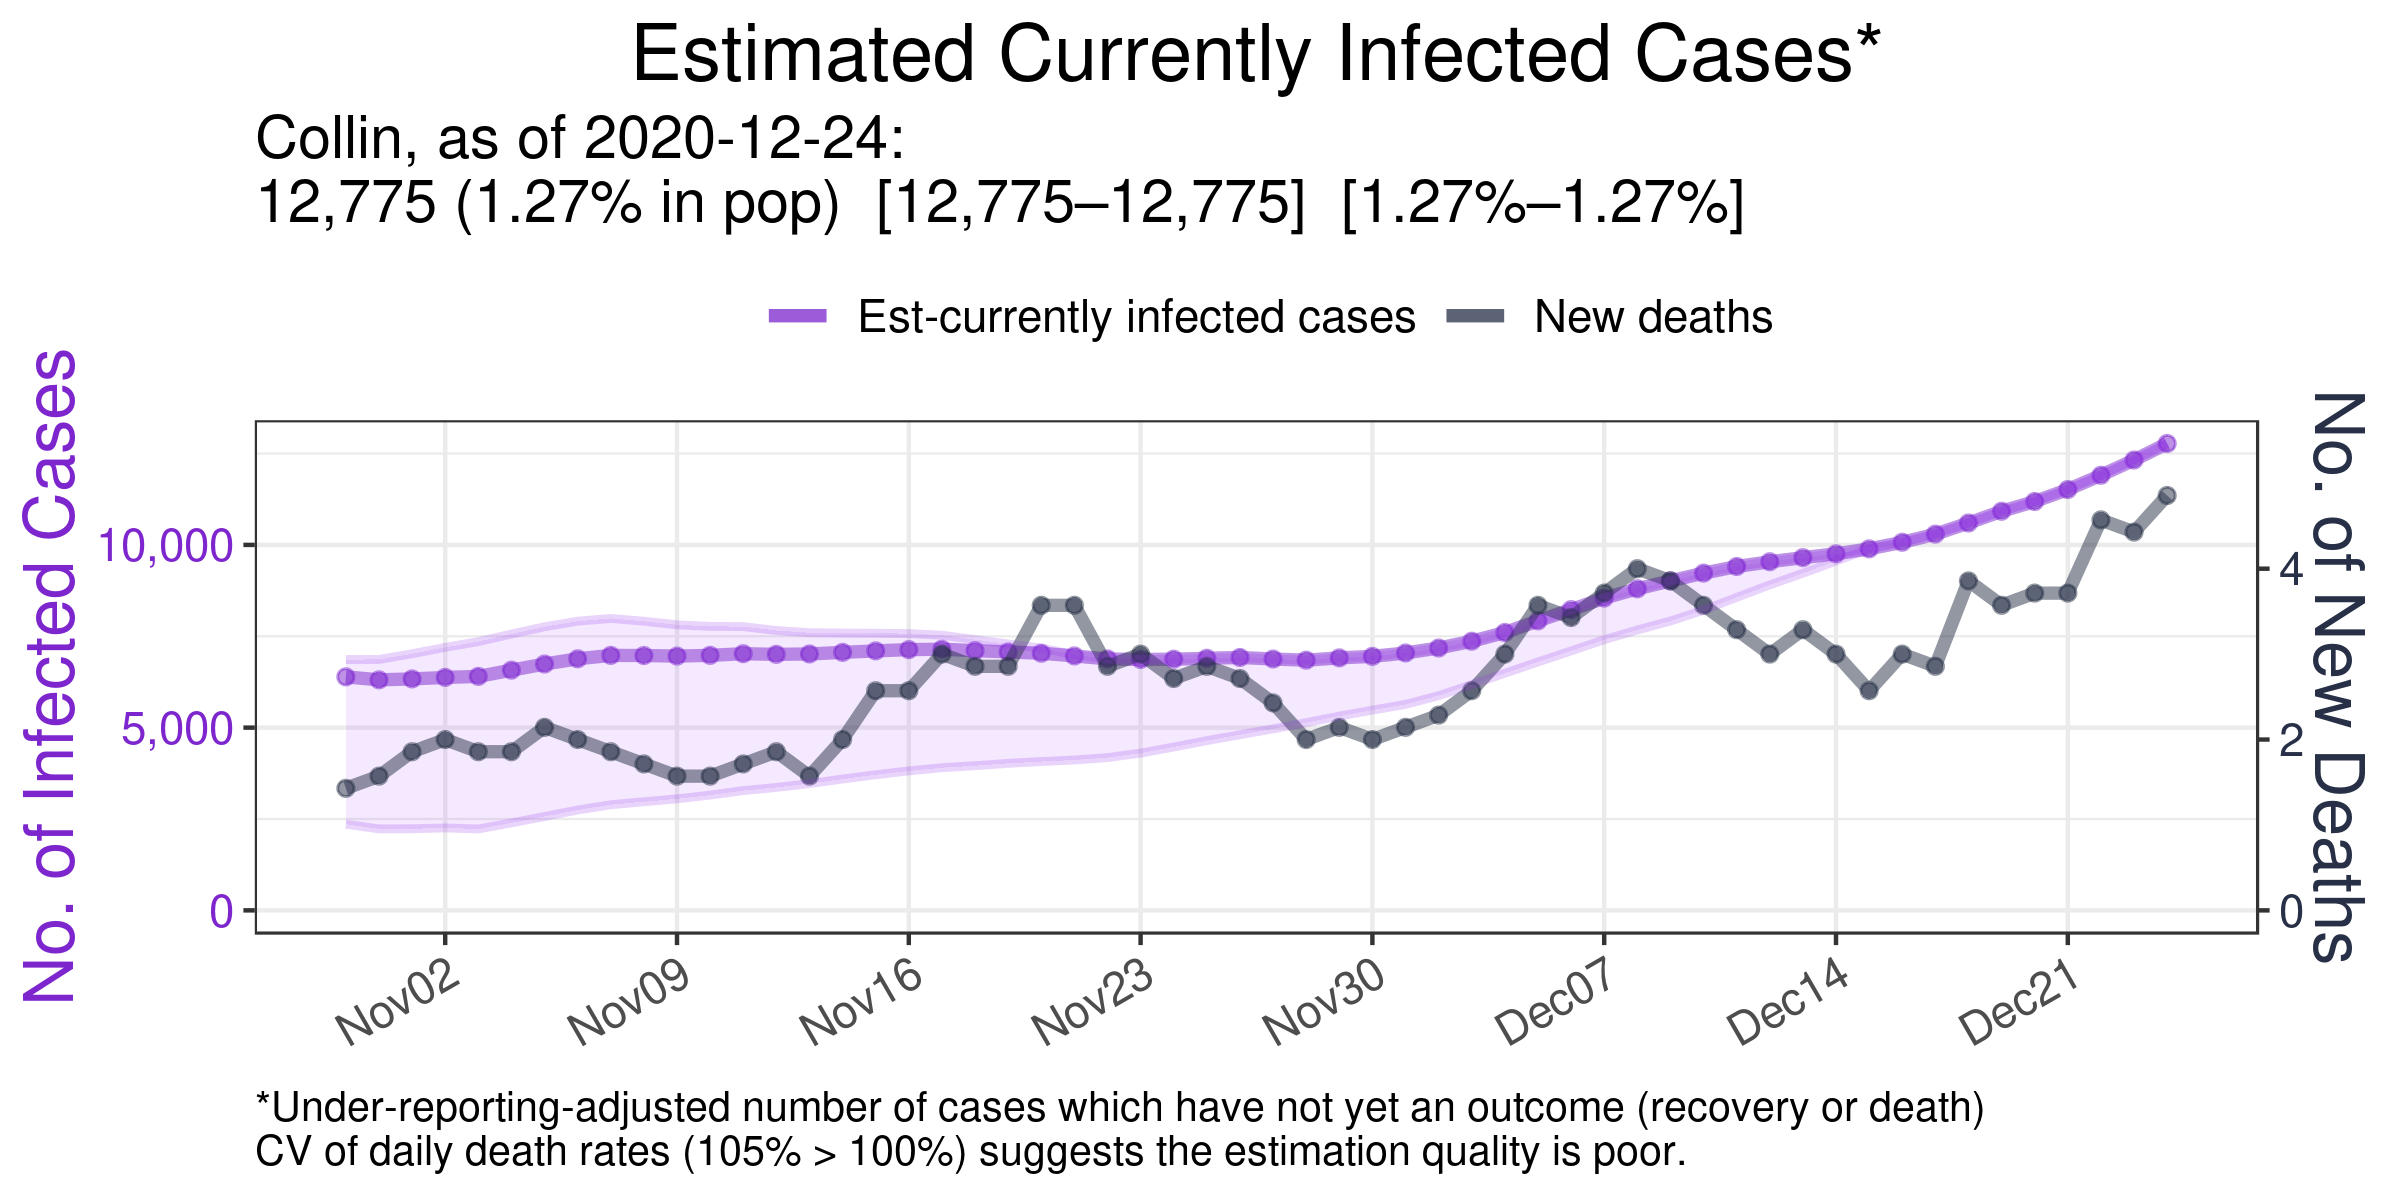 Estimated Currently Infected Cases*
Collin, as of 2020-12-24:
12,775 (1.27% in pop)  [12,775–12,775]  [1.27%–1.27%]
Est-currently infected cases
New deaths
No. of Infected Cases
10,000
5,000
0
No. of New Deaths
4
2
0
Nov02
Nov09
Nov16
Nov23
Nov30
Dec07
Dec14
Dec21
*Under-reporting-adjusted number of cases which have not yet an outcome (recovery or death)
CV of daily death rates (105% > 100%) suggests the estimation quality is poor.